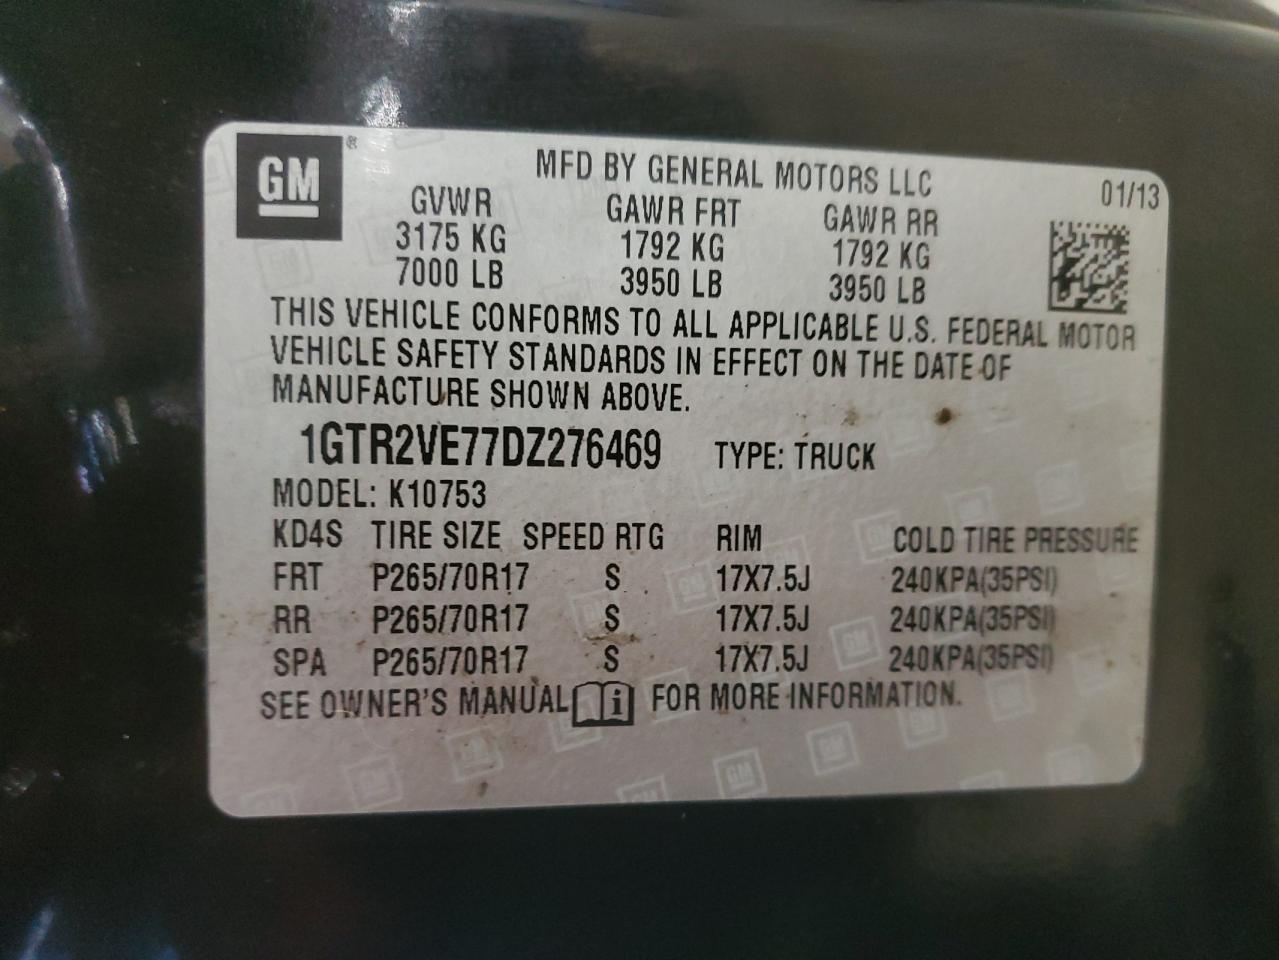 GM ®
MFD BY GENERAL MOTORS LLC
01/13
GVWR GAWR FRT GAWR RR
3175 KG 1792 KG 1792 KG
7000 LB 3950 LB 3950 LB
THIS VEHICLE CONFORMS TO ALL APPLICABLE U.S. FEDERAL MOTOR
VEHICLE SAFETY STANDARDS IN EFFECT ON THE DATE OF
MANUFACTURE SHOWN ABOVE.
1GTR2VE77DZ276469 TYPE: TRUCK
MODEL: K10753
KD4S TIRE SIZE SPEED RTG RIM COLD TIRE PRESSURE
FRT P265/70R17 S 17X7.5J 240KPA(35PSI)
RR P265/70R17 S 17X7.5J 240KPA(35PSI)
SPA P265/70R17 S 17X7.5J 240KPA(35PSI)
SEE OWNER'S MANUAL i FOR MORE INFORMATION.